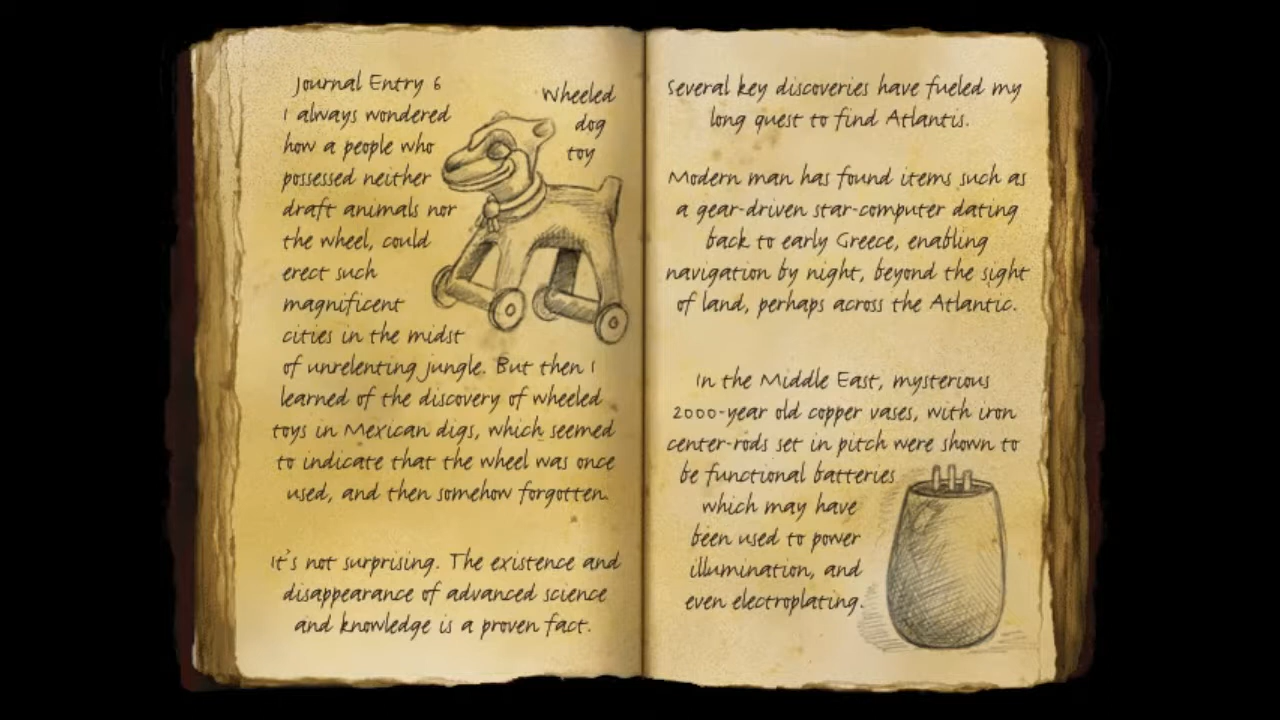 Journal Entry 6
I always wondered
how a people who
possessed neither
draft animals nor
the wheel, could
erect such
magnificent
cities in the midst
of unrelenting jungle. But then I
learned of the discovery of wheeled
toys in Mexican digs, which seemed
to indicate that the wheel was once
used, and then somehow forgotten.
Wheeled
dog
toy
It's not surprising. The existence and
disappearance of advanced science
and knowledge is a proven fact.
Several key discoveries have fueled my
long quest to find Atlantis.
Modern man has found items such as
a gear-driven star-computer dating
back to early Greece, enabling
navigation by night, beyond the sight
of land, perhaps across the Atlantic.
In the Middle East, mysterious
2000-year old copper vases, with iron
center-rods set in pitch were shown to
be functional batteries
which may have
been used to power
illumination, and
even electroplating.